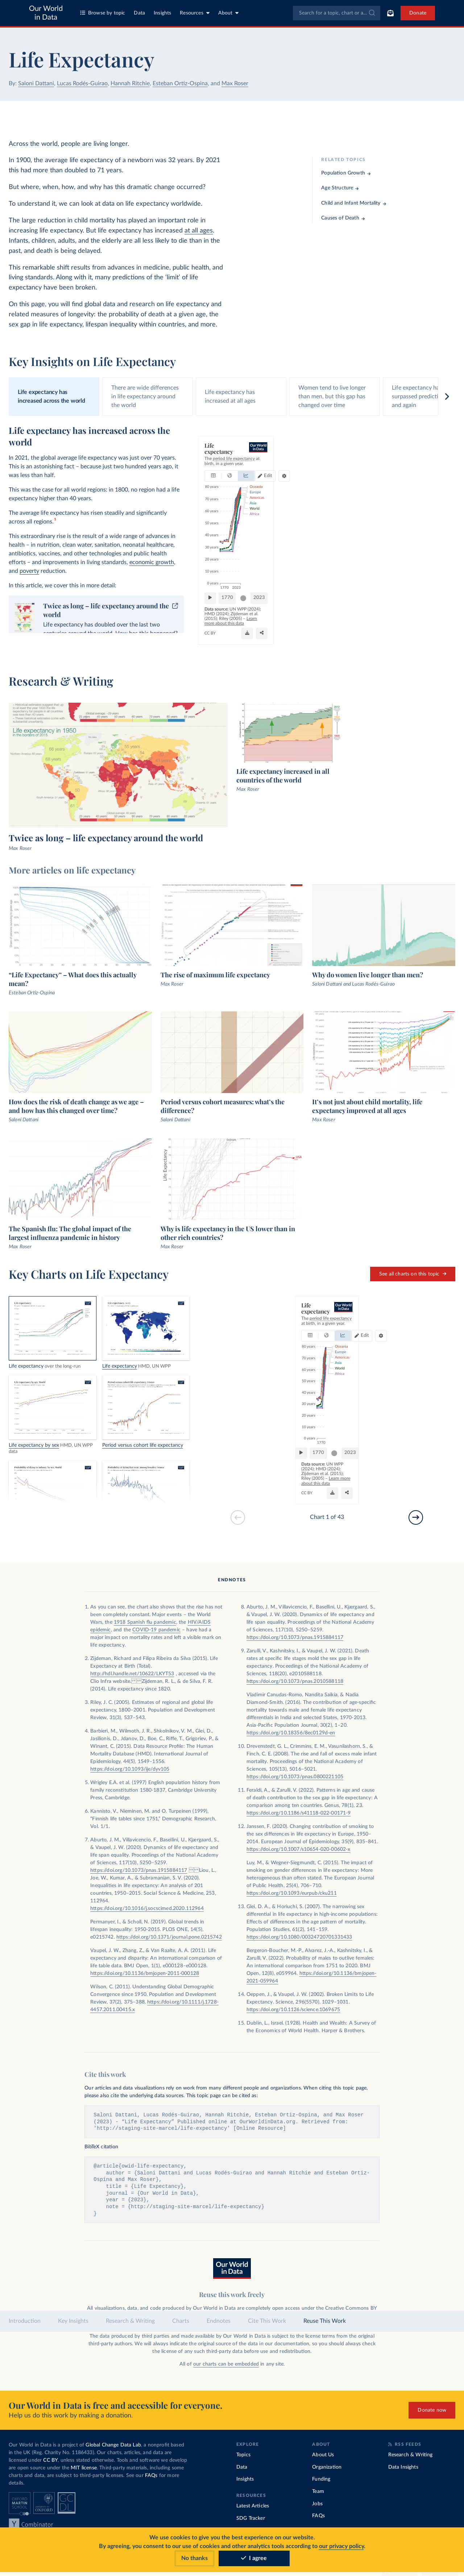 Our World
in Data
Browse by topic
Data
Insights
Resources
About
Search for a topic, chart or a...
Donate
Life Expectancy
By: Saloni Dattani, Lucas Rodés-Guirao, Hannah Ritchie, Esteban Ortiz-Ospina, and Max Roser
Across the world, people are living longer.
In 1900, the average life expectancy of a newborn was 32 years. By 2021
this had more than doubled to 71 years.
But where, when, how, and why has this dramatic change occurred?
To understand it, we can look at data on life expectancy worldwide.
The large reduction in child mortality has played an important role in
increasing life expectancy. But life expectancy has increased at all ages.
Infants, children, adults, and the elderly are all less likely to die than in the
past, and death is being delayed.
This remarkable shift results from advances in medicine, public health, and
living standards. Along with it, many predictions of the ‘limit’ of life
expectancy have been broken.
On this page, you will find global data and research on life expectancy and
related measures of longevity: the probability of death at a given age, the
sex gap in life expectancy, lifespan inequality within countries, and more.
RELATED TOPICS
Population Growth →
Age Structure →
Child and Infant Mortality →
Causes of Death →
Key Insights on Life Expectancy
Life expectancy has
increased across the world
There are wide differences
in life expectancy around
the world
Life expectancy has
increased at all ages
Women tend to live longer
than men, but this gap has
changed over time
Life expectancy ha
surpassed predicti
and again
Life expectancy has increased across the
world
In 2021, the global average life expectancy was just over 70 years.
This is an astonishing fact – because just two hundred years ago, it
was less than half.
This was the case for all world regions: in 1800, no region had a life
expectancy higher than 40 years.
The average life expectancy has risen steadily and significantly
across all regions.1
This extraordinary result is the result of a wide range of advances in
health – in nutrition, clean water, sanitation, neonatal healthcare,
antibiotics, vaccines, and other technologies and public health
efforts – and improvements in living standards, economic growth,
and poverty reduction.
In this article, we cover this in more detail:
Twice as long – life expectancy around the
world
Life expectancy has doubled over the last two
Life
expectancy
Our World
in Data
The period life expectancy at
birth, in a given year.
Edit
80 years
70 years
60 years
50 years
40 years
30 years
20 years
10 years
0 years
1770
2023
Oceania
Europe
Americas
Asia
World
Africa
1770
2023
Data source: UN WPP (2024);
HMD (2024); Zijdeman et al.
(2015); Riley (2005) – Learn
more about this data
CC BY
Research & Writing
Life expectancy in 1950
Twice as long – life expectancy around the world
Max Roser
Life expectancy increased in all
countries of the world
Max Roser
More articles on life expectancy
“Life Expectancy” – What does this actually
mean?
Esteban Ortiz-Ospina
The rise of maximum life expectancy
Max Roser
Why do women live longer than men?
Saloni Dattani and Lucas Rodés-Guirao
How does the risk of death change as we age –
and how has this changed over time?
Saloni Dattani
Period versus cohort measures: what’s the
difference?
Saloni Dattani
It’s not just about child mortality, life
expectancy improved at all ages
Max Roser
Life Expectancy
The Spanish flu: The global impact of the
largest influenza pandemic in history
Max Roser
Why is life expectancy in the US lower than in
other rich countries?
Max Roser
Key Charts on Life Expectancy
See all charts on this topic →
Life expectancy over the long run
Life expectancy HMD, UN WPP
Life expectancy by sex HMD, UN WPP
data
Period versus cohort life expectancy
Life
expectancy
Our World
in Data
The period life expectancy
at birth, in a given year.
Edit
80 years
70 years
60 years
50 years
40 years
30 years
20 years
10 years
0 years
1770
Oceania
Europe
Americas
Asia
World
Africa
1770
2023
Data source: UN WPP
(2024); HMD (2024);
Zijdeman et al. (2015);
Riley (2005) – Learn more
about this data
CC BY
Chart 1 of 43
ENDNOTES
1. As you can see, the chart also shows that the rise has not
been completely constant. Major events – the World
Wars, the 1918 Spanish flu pandemic, the HIV/AIDS
epidemic, and the COVID-19 pandemic – have had a
major impact on mortality rates and left a visible mark on
life expectancy.
2. Zijdeman, Richard and Filipa Ribeira da Silva (2015). Life
Expectancy at Birth (Total).
http://hdl.handle.net/10622/LKYT53 , accessed via the
Clio Infra website.
Zijdeman, R. L., & de Silva, F. R.
(2014). Life expectancy since 1820.
3. Riley, J. C. (2005). Estimates of regional and global life
expectancy, 1800–2001. Population and Development
Review, 31(3), 537–543.
4. Barbieri, M., Wilmoth, J. R., Shkolnikov, V. M., Glei, D.,
Jasilionis, D., Jdanov, D., Boe, C., Riffe, T., Grigoriev, P., &
Winant, C. (2015). Data Resource Profile: The Human
Mortality Database (HMD). International Journal of
Epidemiology, 44(5), 1549–1556.
https://doi.org/10.1093/ije/dyv105
5. Wrigley E.A. et al. (1997) English population history from
family reconstitution 1580-1837. Cambridge University
Press, Cambridge.
6. Kannisto, V., Nieminen, M. and O. Turpeinen (1999),
“Finnish life tables since 1751,” Demographic Research,
Vol. 1/1.
7. Aburto, J. M., Villavicencio, F., Basellini, U., Kjærgaard, S.,
& Vaupel, J. W. (2020). Dynamics of life expectancy and
life span equality. Proceedings of the National Academy
of Sciences, 117(10), 5250–5259.
https://doi.org/10.1073/pnas.1915884117
Liou, L.,
Joe, W., Kumar, A., & Subramanian, S. V. (2020).
Inequalities in life expectancy: An analysis of 201
countries, 1950–2015. Social Science & Medicine, 253,
112964.
https://doi.org/10.1016/j.socscimed.2020.112964
Permanyer, I., & Scholl, N. (2019). Global trends in
lifespan inequality: 1950-2015. PLOS ONE, 14(5),
e0215742. https://doi.org/10.1371/journal.pone.0215742
Vaupel, J. W., Zhang, Z., & Van Raalte, A. A. (2011). Life
expectancy and disparity: An international comparison of
life table data. BMJ Open, 1(1), e000128–e000128.
https://doi.org/10.1136/bmjopen-2011-000128
Wilson, C. (2011). Understanding Global Demographic
Convergence since 1950. Population and Development
Review, 37(2), 375–388. https://doi.org/10.1111/j.1728-
4457.2011.00415.x
8. Aburto, J. M., Villavicencio, F., Basellini, U., Kjærgaard, S.,
& Vaupel, J. W. (2020). Dynamics of life expectancy and
life span equality. Proceedings of the National Academy
of Sciences, 117(10), 5250–5259.
https://doi.org/10.1073/pnas.1915884117
9. Zarulli, V., Kashnitsky, I., & Vaupel, J. W. (2021). Death
rates at specific life stages mold the sex gap in life
expectancy. Proceedings of the National Academy of
Sciences, 118(20), e2010588118.
https://doi.org/10.1073/pnas.2010588118
Vladimir Canudas-Romo, Nandita Saikia, & Nadia
Diamond-Smith. (2016). The contribution of age-specific
mortality towards male and female life expectancy
differentials in India and selected States, 1970-2013.
Asia-Pacific Population Journal, 30(2), 1–20.
https://doi.org/10.18356/8ec0129d-en
10. Drevenstedt, G. L., Crimmins, E. M., Vasunilashorn, S., &
Finch, C. E. (2008). The rise and fall of excess male infant
mortality. Proceedings of the National Academy of
Sciences, 105(13), 5016–5021.
https://doi.org/10.1073/pnas.0800221105
11. Feraldi, A., & Zarulli, V. (2022). Patterns in age and cause
of death contribution to the sex gap in life expectancy: A
comparison among ten countries. Genus, 78(1), 23.
https://doi.org/10.1186/s41118-022-00171-9
12. Janssen, F. (2020). Changing contribution of smoking to
the sex differences in life expectancy in Europe, 1950–
2014. European Journal of Epidemiology, 35(9), 835–841.
https://doi.org/10.1007/s10654-020-00602-x
Luy, M., & Wegner-Siegmundt, C. (2015). The impact of
smoking on gender differences in life expectancy: More
heterogeneous than often stated. The European Journal
of Public Health, 25(4), 706–710.
https://doi.org/10.1093/eurpub/cku211
13. Glei, D. A., & Horiuchi, S. (2007). The narrowing sex
differential in life expectancy in high-income populations:
Effects of differences in the age pattern of mortality.
Population Studies, 61(2), 141–159.
https://doi.org/10.1080/00324720701331433
Bergeron-Boucher, M.-P., Alvarez, J.-A., Kashnitsky, I., &
Zarulli, V. (2022). Probability of males to outlive females:
An international comparison from 1751 to 2020. BMJ
Open, 12(8), e059964. https://doi.org/10.1136/bmjopen-
2021-059964
14. Oeppen, J., & Vaupel, J. W. (2002). Broken Limits to Life
Expectancy. Science, 296(5570), 1029–1031.
https://doi.org/10.1126/science.1069675
15. Dublin, L., Israel. (1928). Health and Wealth: A Survey of
the Economics of World Health. Harper & Brothers.
Cite this work
Our articles and data visualizations rely on work from many different people and organizations. When citing this topic page,
please also cite the underlying data sources. This topic page can be cited as:
Saloni Dattani, Lucas Rodés-Guirao, Hannah Ritchie, Esteban Ortiz-Ospina, and Max Roser
(2023) - “Life Expectancy” Published online at OurWorldinData.org. Retrieved from:
'http://staging-site-marcel/life-expectancy' [Online Resource]
BibTeX citation
@article{owid-life-expectancy,
author = {Saloni Dattani and Lucas Rodés-Guirao and Hannah Ritchie and Esteban Ortiz-
Ospina and Max Roser},
title = {Life Expectancy},
journal = {Our World in Data},
year = {2023},
note = {http://staging-site-marcel/life-expectancy}
}
Our World
in Data
Reuse this work freely
All visualizations, data, and code produced by Our World in Data are completely open access under the Creative Commons BY
Introduction
Key Insights
Research & Writing
Charts
Endnotes
Cite This Work
Reuse This Work
The data produced by third parties and made available by Our World in Data is subject to the license terms from the original
third-party authors. We will always indicate the original source of the data in our documentation, so you should always check
the license of any such third-party data before use and redistribution.
All of our charts can be embedded in any site.
Our World in Data is free and accessible for everyone.
Help us do this work by making a donation.
Donate now
Our World in Data is a project of Global Change Data Lab, a nonprofit based
in the UK (Reg. Charity No. 1186433). Our charts, articles, and data are
licensed under CC BY, unless stated otherwise. Tools and software we develop
are open source under the MIT license. Third-party materials, including some
charts and data, are subject to third-party licenses. See our FAQs for more
details.
OXFORD
MARTIN
SCHOOL
UNIVERSITY OF
OXFORD
Y Combinator
EXPLORE
Topics
Data
Insights
RESOURCES
Latest Articles
SDG Tracker
ABOUT
About Us
Organization
Funding
Team
Jobs
FAQs
RSS FEEDS
Research & Writing
Data Insights
We use cookies to give you the best experience on our website.
By agreeing, you consent to our use of cookies and other analytics tools according to our privacy policy.
No thanks
I agree